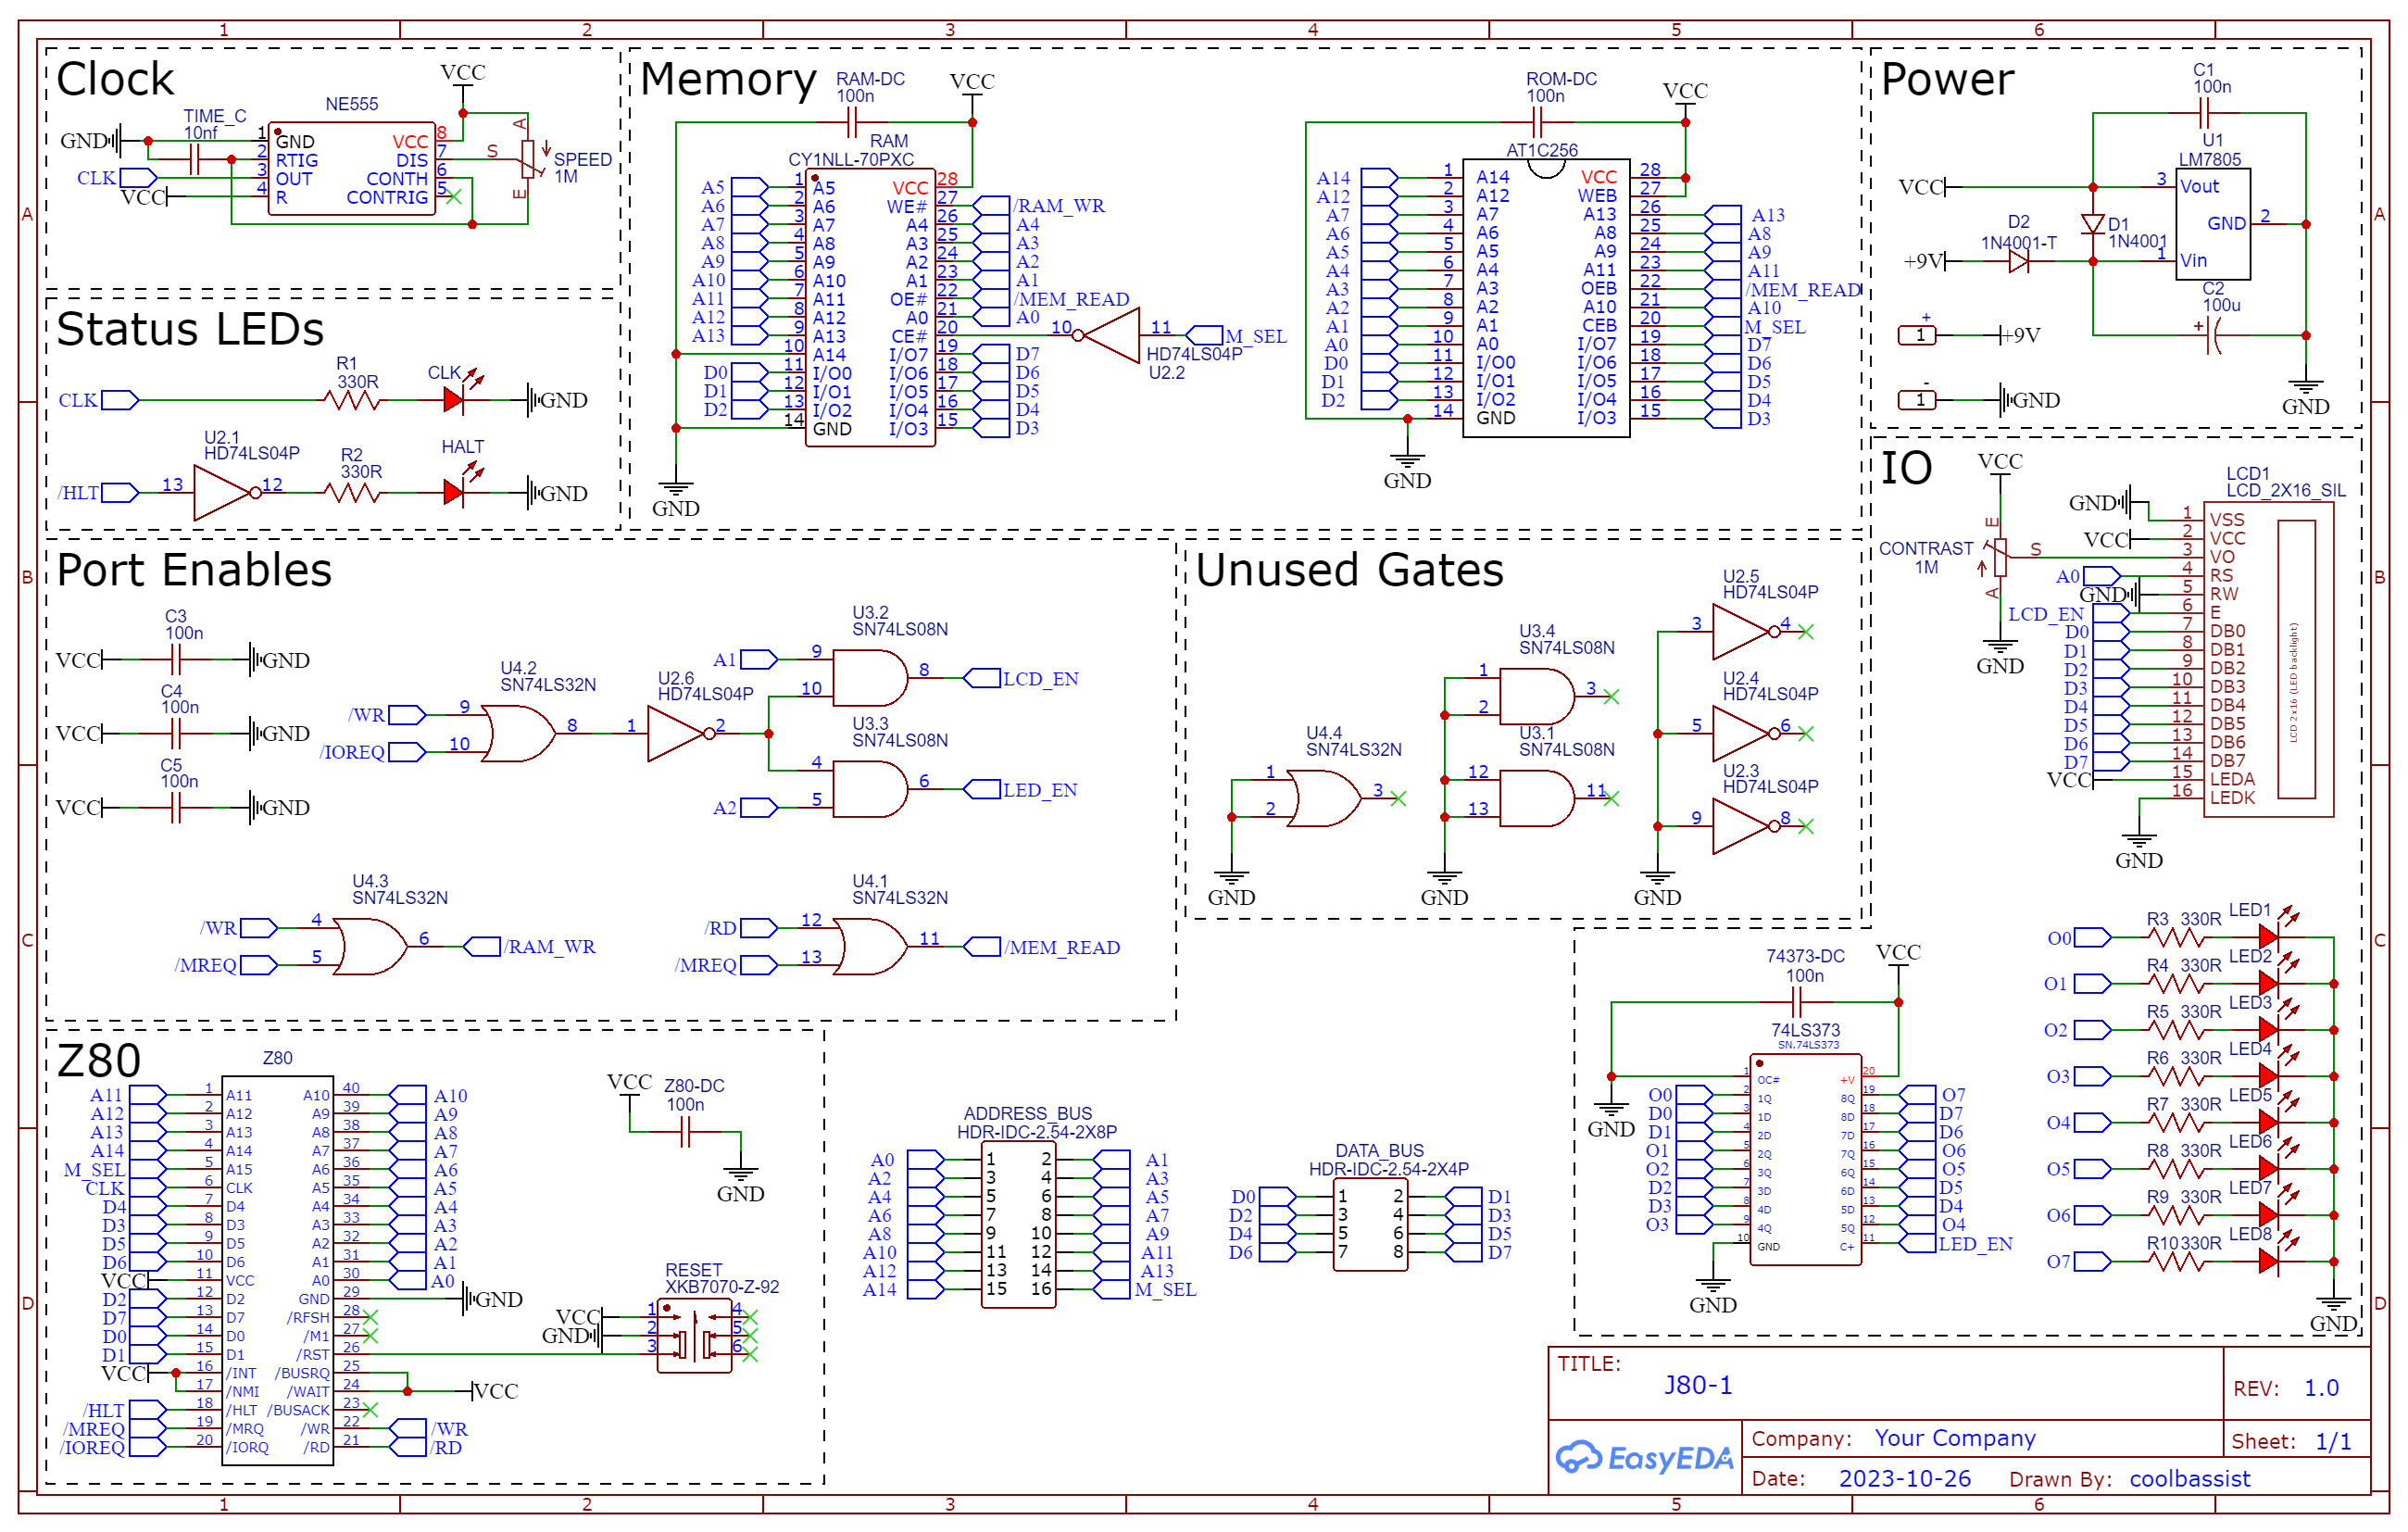 1 2 3 4 5 6
A
B
C
D
Clock
VCC
NE555
TIME_C
10nf
GND
1 GND
2 RTIG
3 OUT
4 R
VCC 8
DIS 7
CONTH 6
CONTRIG 5
CLK
VCC
A
S
E
SPEED
1M
Status LEDs
CLK
R1
330R
CLK
GND
/HLT
U2.1
HD74LS04P
13 12
R2
330R
HALT
GND
Memory
RAM-DC
100n
VCC
RAM
CY1NLL-70PXC
A5 1 A5
A6 2 A6
A7 3 A7
A8 4 A8
A9 5 A9
A10 6 A10
A11 7 A11
A12 8 A12
A13 9 A13
10 A14
D0 11 I/O0
D1 12 I/O1
D2 13 I/O2
14 GND
VCC 28
WE# 27 /RAM_WR
A4 26 A4
A3 25 A3
A2 24 A2
A1 23 A1
OE# 22 /MEM_READ
A0 21 A0
CE# 20
I/O7 19 D7
I/O6 18 D6
I/O5 17 D5
I/O4 16 D4
I/O3 15 D3
GND
10 11 M_SEL
HD74LS04P
U2.2
ROM-DC
100n
VCC
AT1C256
A14 1 A14
A12 2 A12
A7 3 A7
A6 4 A6
A5 5 A5
A4 6 A4
A3 7 A3
A2 8 A2
A1 9 A1
A0 10 A0
D0 11 I/O0
D1 12 I/O1
D2 13 I/O2
14 GND
VCC 28
WEB 27
A13 26 A13
A8 25 A8
A9 24 A9
A11 23 A11
OEB 22 /MEM_READ
A10 21 A10
CEB 20 M_SEL
I/O7 19 D7
I/O6 18 D6
I/O5 17 D5
I/O4 16 D4
I/O3 15 D3
GND
Power
C1
100n
U1
LM7805
VCC
3 Vout
GND 2
1 Vin
D2
1N4001-T
D1
1N4001
+9V
C2
100u
+
+
1 +9V
-
1 GND
GND
IO
VCC
CONTRAST
1M
E
S
A
GND
LCD1
LCD_2X16_SIL
GND 1 VSS
VCC 2 VCC
3 VO
A0 4 RS
GND 5 RW
LCD_EN 6 E
D0 7 DB0
D1 8 DB1
D2 9 DB2
D3 10 DB3
D4 11 DB4
D5 12 DB5
D6 13 DB6
D7 14 DB7
VCC 15 LEDA
16 LEDK
LCD 2x16 (LED backlight)
GND
Port Enables
C3
100n
VCC GND
C4
100n
VCC GND
C5
100n
VCC GND
U4.2
SN74LS32N
/WR 9
/IOREQ 10
8
U2.6
HD74LS04P
1 2
U3.2
SN74LS08N
A1 9
10
8 LCD_EN
U3.3
SN74LS08N
4
A2 5
6 LED_EN
U4.3
SN74LS32N
/WR 4
/MREQ 5
6 /RAM_WR
U4.1
SN74LS32N
/RD 12
/MREQ 13
11 /MEM_READ
Unused Gates
U4.4
SN74LS32N
1
2
3
GND
U3.4
SN74LS08N
1
2
3
U3.1
SN74LS08N
12
13
11
GND
U2.5
HD74LS04P
3 4
U2.4
HD74LS04P
5 6
U2.3
HD74LS04P
9 8
GND
Z80
Z80
A11 1 A11
A12 2 A12
A13 3 A13
A14 4 A14
M_SEL 5 A15
CLK 6 CLK
D4 7 D4
D3 8 D3
D5 9 D5
D6 10 D6
VCC 11 VCC
D2 12 D2
D7 13 D7
D0 14 D0
D1 15 D1
VCC 16 /INT
17 /NMI
/HLT 18 /HLT
/MREQ 19 /MRQ
/IOREQ 20 /IORQ
A10 40 A10
A9 39 A9
A8 38 A8
A7 37 A7
A6 36 A6
A5 35 A5
A4 34 A4
A3 33 A3
A2 32 A2
A1 31 A1
A0 30 A0
GND 29 GND
/RFSH 28
/M1 27
/RST 26
/BUSRQ 25
/WAIT 24 VCC
/BUSACK 23
/WR 22 /WR
/RD 21 /RD
VCC
Z80-DC
100n
GND
RESET
XKB7070-Z-92
VCC 1 4
GND 2 5
3 6
ADDRESS_BUS
HDR-IDC-2.54-2X8P
A0 1 2 A1
A2 3 4 A3
A4 5 6 A5
A6 7 8 A7
A8 9 10 A9
A10 11 12 A11
A12 13 14 A13
A14 15 16 M_SEL
DATA_BUS
HDR-IDC-2.54-2X4P
D0 1 2 D1
D2 3 4 D3
D4 5 6 D5
D6 7 8 D7
74373-DC
100n
VCC
74LS373
SN.74LS373
GND
1 OC#
O0 2 1Q
D0 3 1D
D1 4 2D
O1 5 2Q
O2 6 3Q
D2 7 3D
D3 8 4D
O3 9 4Q
10 GND
+V 20
8Q 19 O7
8D 18 D7
7D 17 D6
7Q 16 O6
6Q 15 O5
6D 14 D5
5D 13 D4
5Q 12 O4
C+ 11 LED_EN
GND
O0 R3 330R LED1
O1 R4 330R LED2
O2 R5 330R LED3
O3 R6 330R LED4
O4 R7 330R LED5
O5 R8 330R LED6
O6 R9 330R LED7
O7 R10 330R LED8
GND
TITLE:
J80-1
REV: 1.0
EasyEDA
Company: Your Company
Sheet: 1/1
Date: 2023-10-26 Drawn By: coolbassist
A
B
C
D
1 2 3 4 5 6